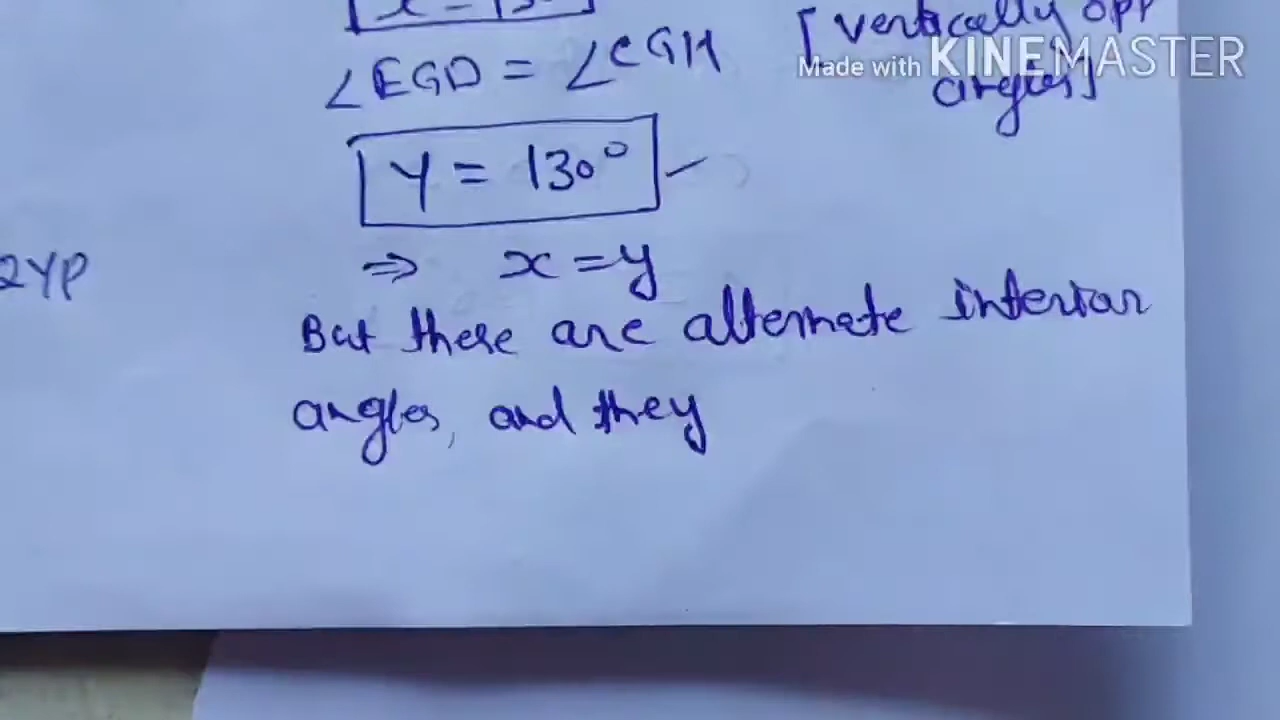 ∠EGD = ∠CGH [vertically opp
Made with KINEMASTER
angles]
Y = 130°
⇒ x = y
But these are alternate interior
angles, and they